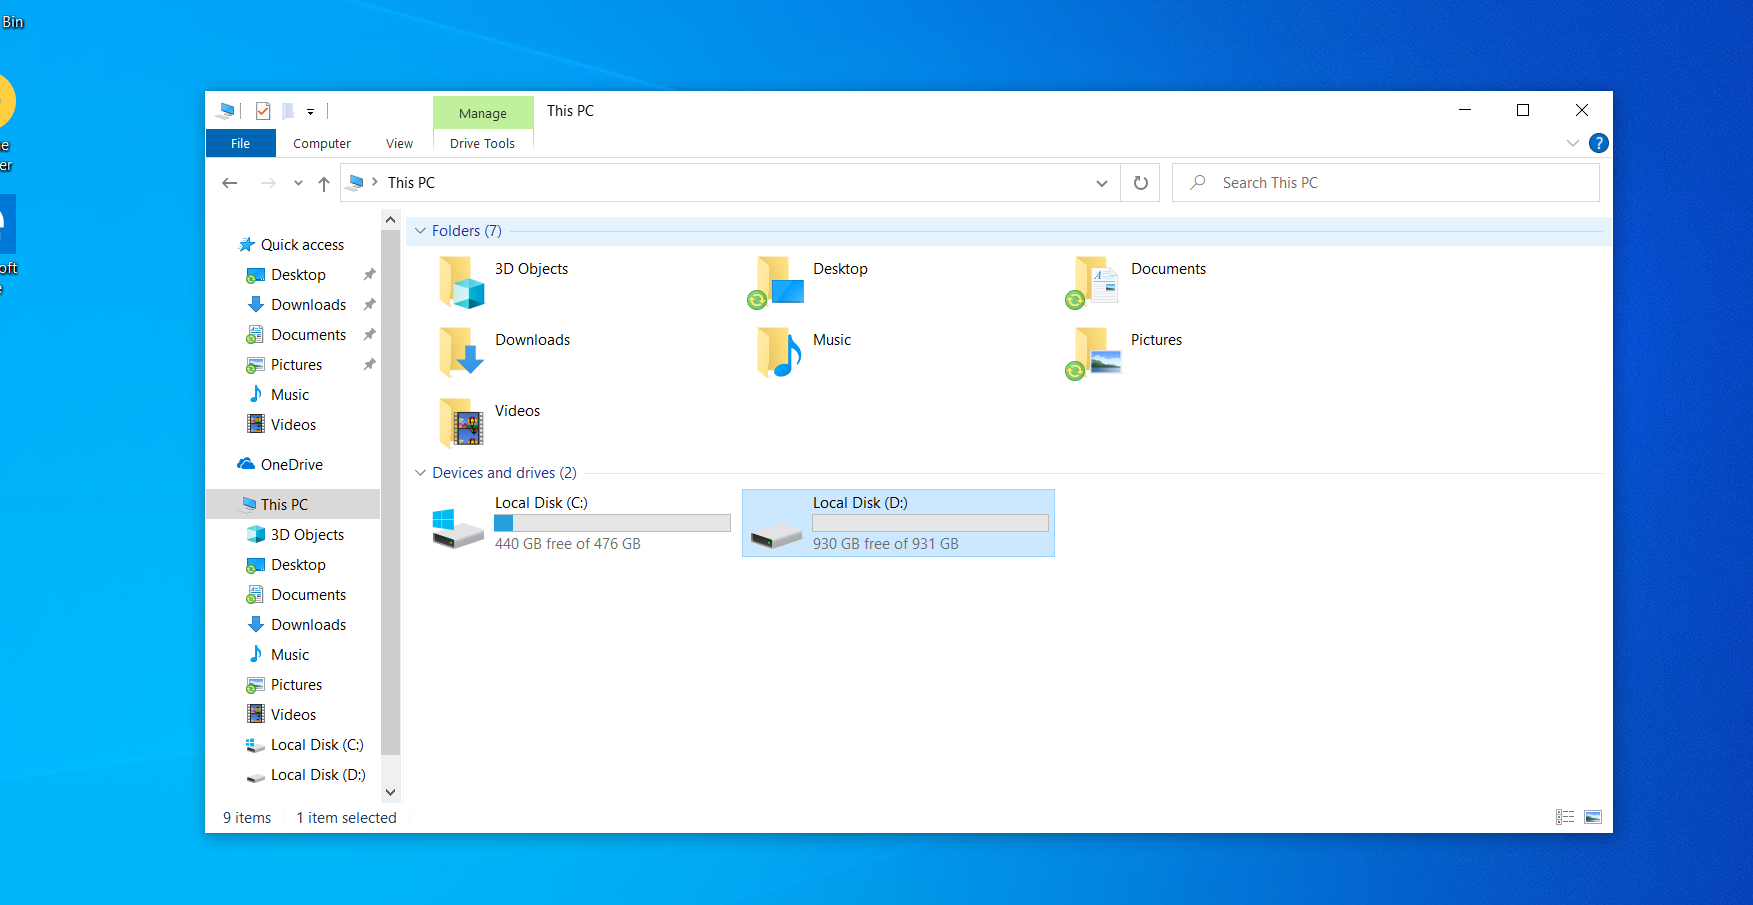 Bin
e
er
oft
e
Manage
This PC
File
Computer
View
Drive Tools
?
This PC
Search This PC
Quick access
Desktop
Downloads
Documents
Pictures
Music
Videos
OneDrive
This PC
3D Objects
Desktop
Documents
Downloads
Music
Pictures
Videos
Local Disk (C:)
Local Disk (D:)
Folders (7)
3D Objects
Desktop
Documents
Downloads
Music
Pictures
Videos
Devices and drives (2)
Local Disk (C:)
440 GB free of 476 GB
Local Disk (D:)
930 GB free of 931 GB
9 items
1 item selected